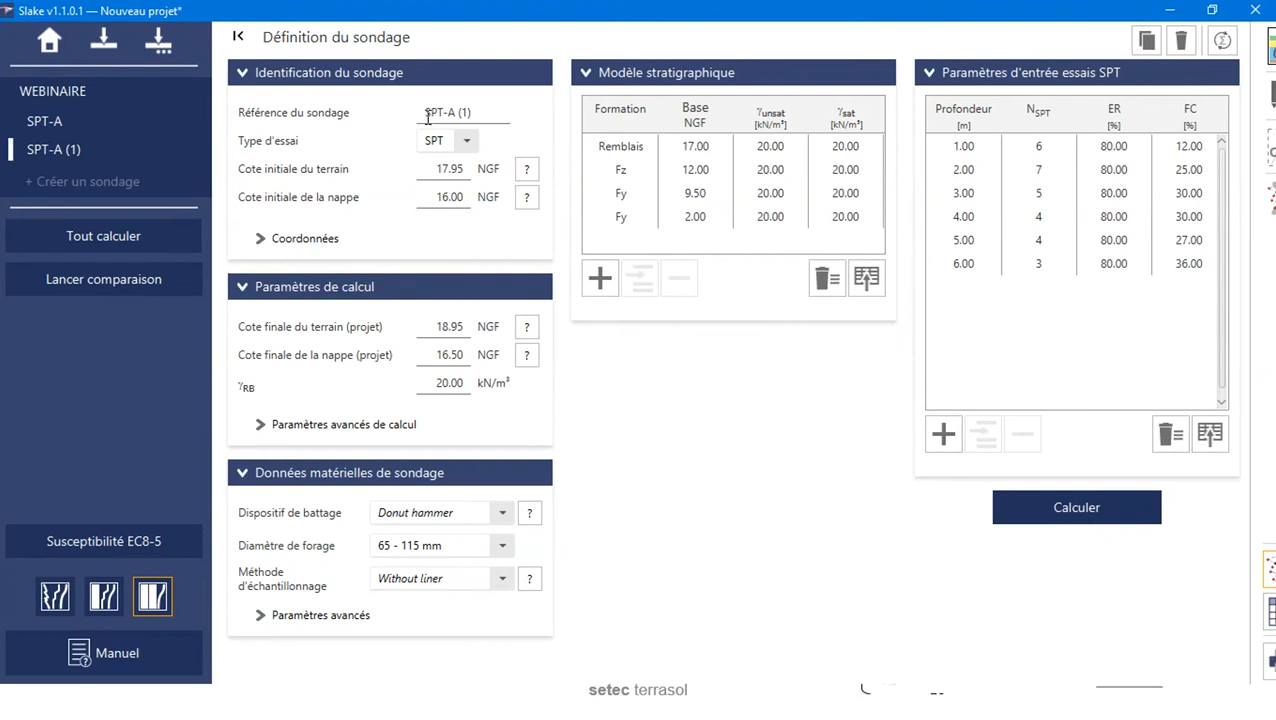 Slake v1.1.0.1 — Nouveau projet*
Définition du sondage
WEBINAIRE
SPT-A
SPT-A (1)
+ Créer un sondage
Tout calculer
Lancer comparaison
Susceptibilité EC8-5
Manuel
Identification du sondage
Référence du sondage SPT-A (1)
Type d'essai SPT
Cote initiale du terrain 17.95 NGF ?
Cote initiale de la nappe 16.00 NGF ?
Coordonnées
Paramètres de calcul
Cote finale du terrain (projet) 18.95 NGF ?
Cote finale de la nappe (projet) 16.50 NGF ?
γRB 20.00 kN/m³
Paramètres avancés de calcul
Données matérielles de sondage
Dispositif de battage Donut hammer ?
Diamètre de forage 65 - 115 mm
Méthode
d'échantillonnage Without liner ?
Paramètres avancés
Modèle stratigraphique
Formation Base NGF γunsat [kN/m³] γsat [kN/m³]
Remblais 17.00 20.00 20.00
Fz 12.00 20.00 20.00
Fy 9.50 20.00 20.00
Fy 2.00 20.00 20.00
Paramètres d'entrée essais SPT
Profondeur [m] NSPT ER [%] FC [%]
1.00 6 80.00 12.00
2.00 7 80.00 25.00
3.00 5 80.00 30.00
4.00 4 80.00 30.00
5.00 4 80.00 27.00
6.00 3 80.00 36.00
Calculer
setec terrasol